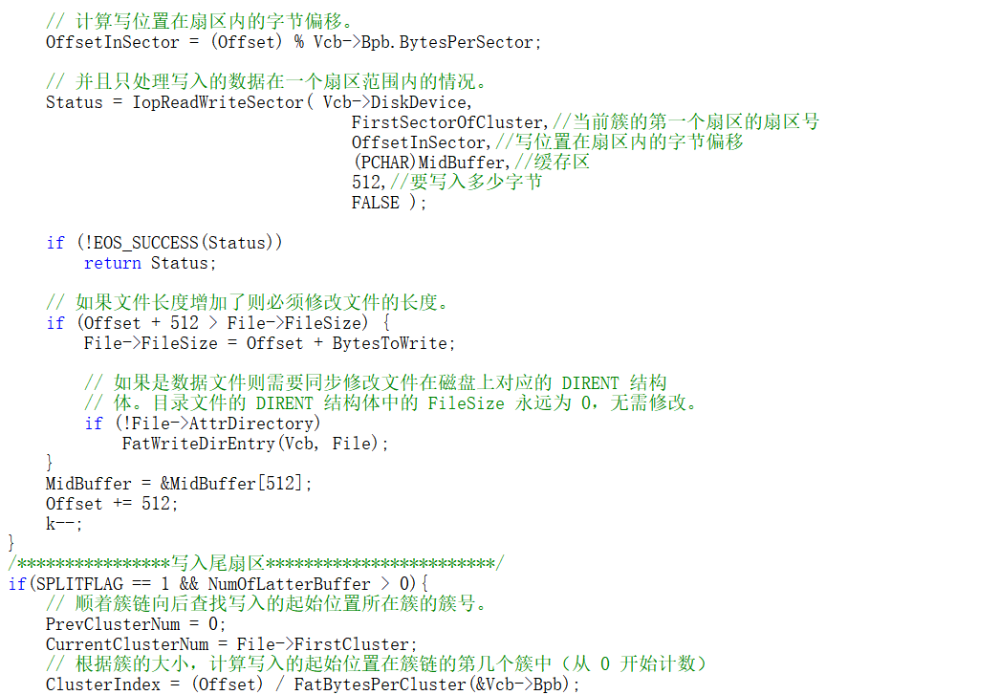 // 计算写位置在扇区内的字节偏移。
OffsetInSector = (Offset) % Vcb->Bpb.BytesPerSector;
// 并且只处理写入的数据在一个扇区范围内的情况。
Status = IopReadWriteSector( Vcb->DiskDevice,
FirstSectorOfCluster,//当前簇的第一个扇区的扇区号
OffsetInSector,//写位置在扇区内的字节偏移
(PCHAR)MidBuffer,//缓存区
512,//要写入多少字节
FALSE );
if (!EOS_SUCCESS(Status))
return Status;
// 如果文件长度增加了则必须修改文件的长度。
if (Offset + 512 > File->FileSize) {
File->FileSize = Offset + BytesToWrite;
// 如果是数据文件则需要同步修改文件在磁盘上对应的 DIRENT 结构
// 体。目录文件的 DIRENT 结构体中的 FileSize 永远为 0，无需修改。
if (!File->AttrDirectory)
FatWriteDirEntry(Vcb, File);
}
MidBuffer = &MidBuffer[512];
Offset += 512;
k--;
}
/****************写入尾扇区************************/
if(SPLITFLAG == 1 && NumOfLatterBuffer > 0){
// 顺着簇链向后查找写入的起始位置所在簇的簇号。
PrevClusterNum = 0;
CurrentClusterNum = File->FirstCluster;
// 根据簇的大小，计算写入的起始位置在簇链的第几个簇中（从 0 开始计数）
ClusterIndex = (Offset) / FatBytesPerCluster(&Vcb->Bpb);